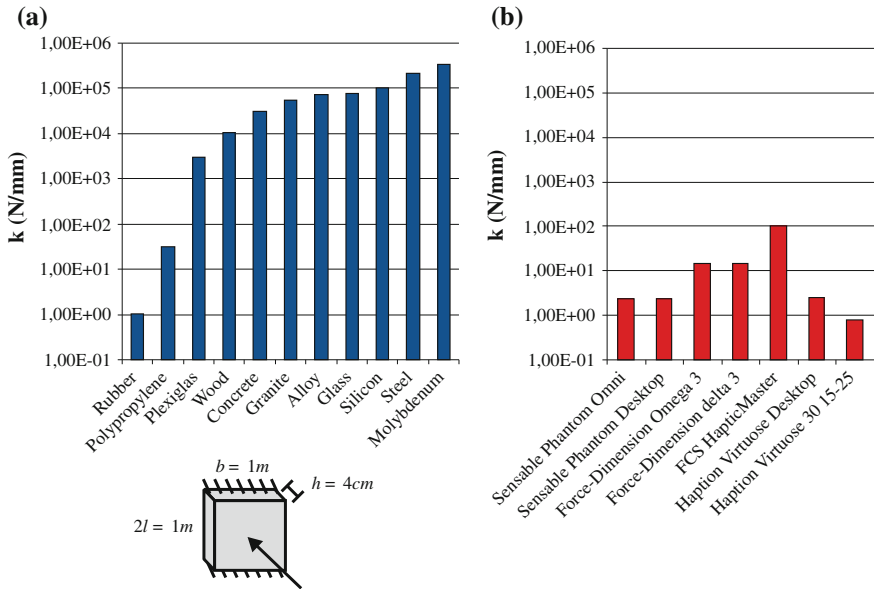 (a)
k (N/mm)
1,00E+06
1,00E+05
1,00E+04
1,00E+03
1,00E+02
1,00E+01
1,00E+00
1,00E-01
Rubber
Polypropylene
Plexiglas
Wood
Concrete
Granite
Alloy
Glass
Silicon
Steel
Molybdenum
b = 1m
h = 4cm
2l = 1m
(b)
k (N/mm)
1,00E+06
1,00E+05
1,00E+04
1,00E+03
1,00E+02
1,00E+01
1,00E+00
1,00E-01
Sensable Phantom Omni
Sensable Phantom Desktop
Force-Dimension Omega 3
Force-Dimension delta 3
FCS HapticMaster
Haption Virtuose Desktop
Haption Virtuose 30 15-25